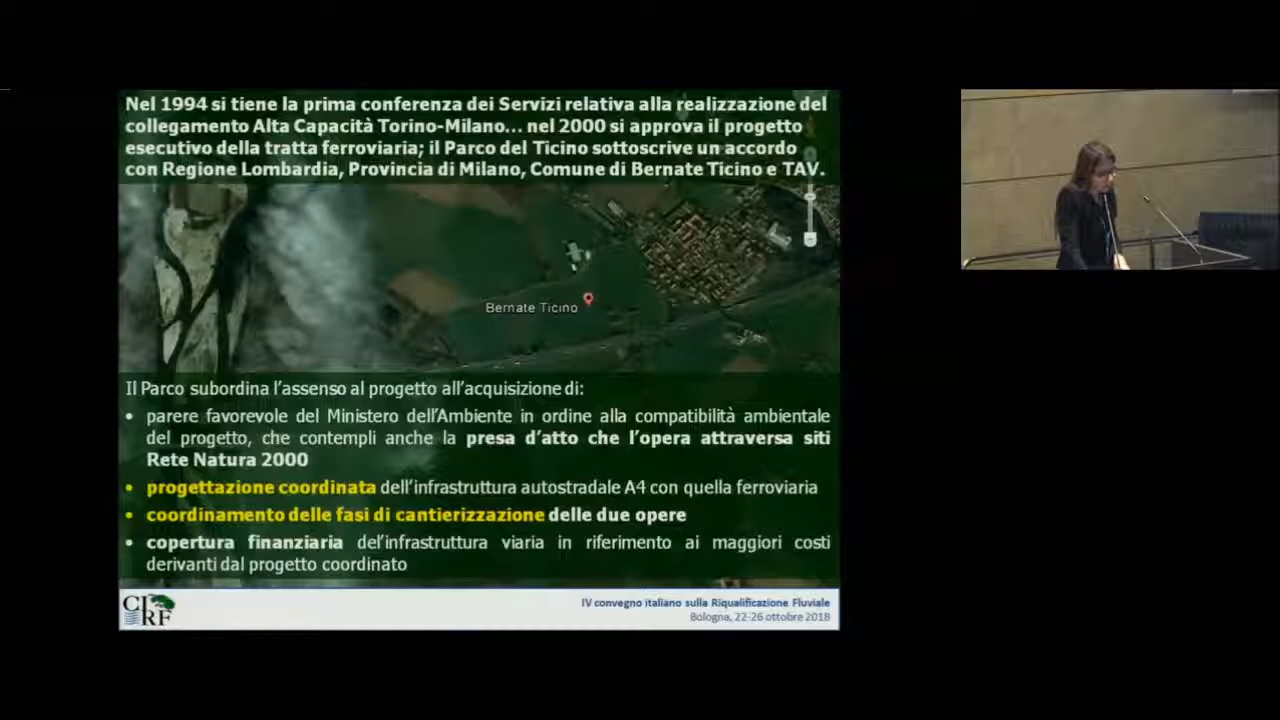 Nel 1994 si tiene la prima conferenza dei Servizi relativa alla realizzazione del
collegamento Alta Capacità Torino-Milano... nel 2000 si approva il progetto
esecutivo della tratta ferroviaria; il Parco del Ticino sottoscrive un accordo
con Regione Lombardia, Provincia di Milano, Comune di Bernate Ticino e TAV.
Bernate Ticino
Il Parco subordina l'assenso al progetto all'acquisizione di:
• parere favorevole del Ministero dell'Ambiente in ordine alla compatibilità ambientale
del progetto, che contempli anche la presa d'atto che l'opera attraversa siti
Rete Natura 2000
• progettazione coordinata dell'infrastruttura autostradale A4 con quella ferroviaria
• coordinamento delle fasi di cantierizzazione delle due opere
• copertura finanziaria del'infrastruttura viaria in riferimento ai maggiori costi
derivanti dal progetto coordinato
CIRF
IV convegno italiano sulla Riqualificazione Fluviale
Bologna, 22-26 ottobre 2018